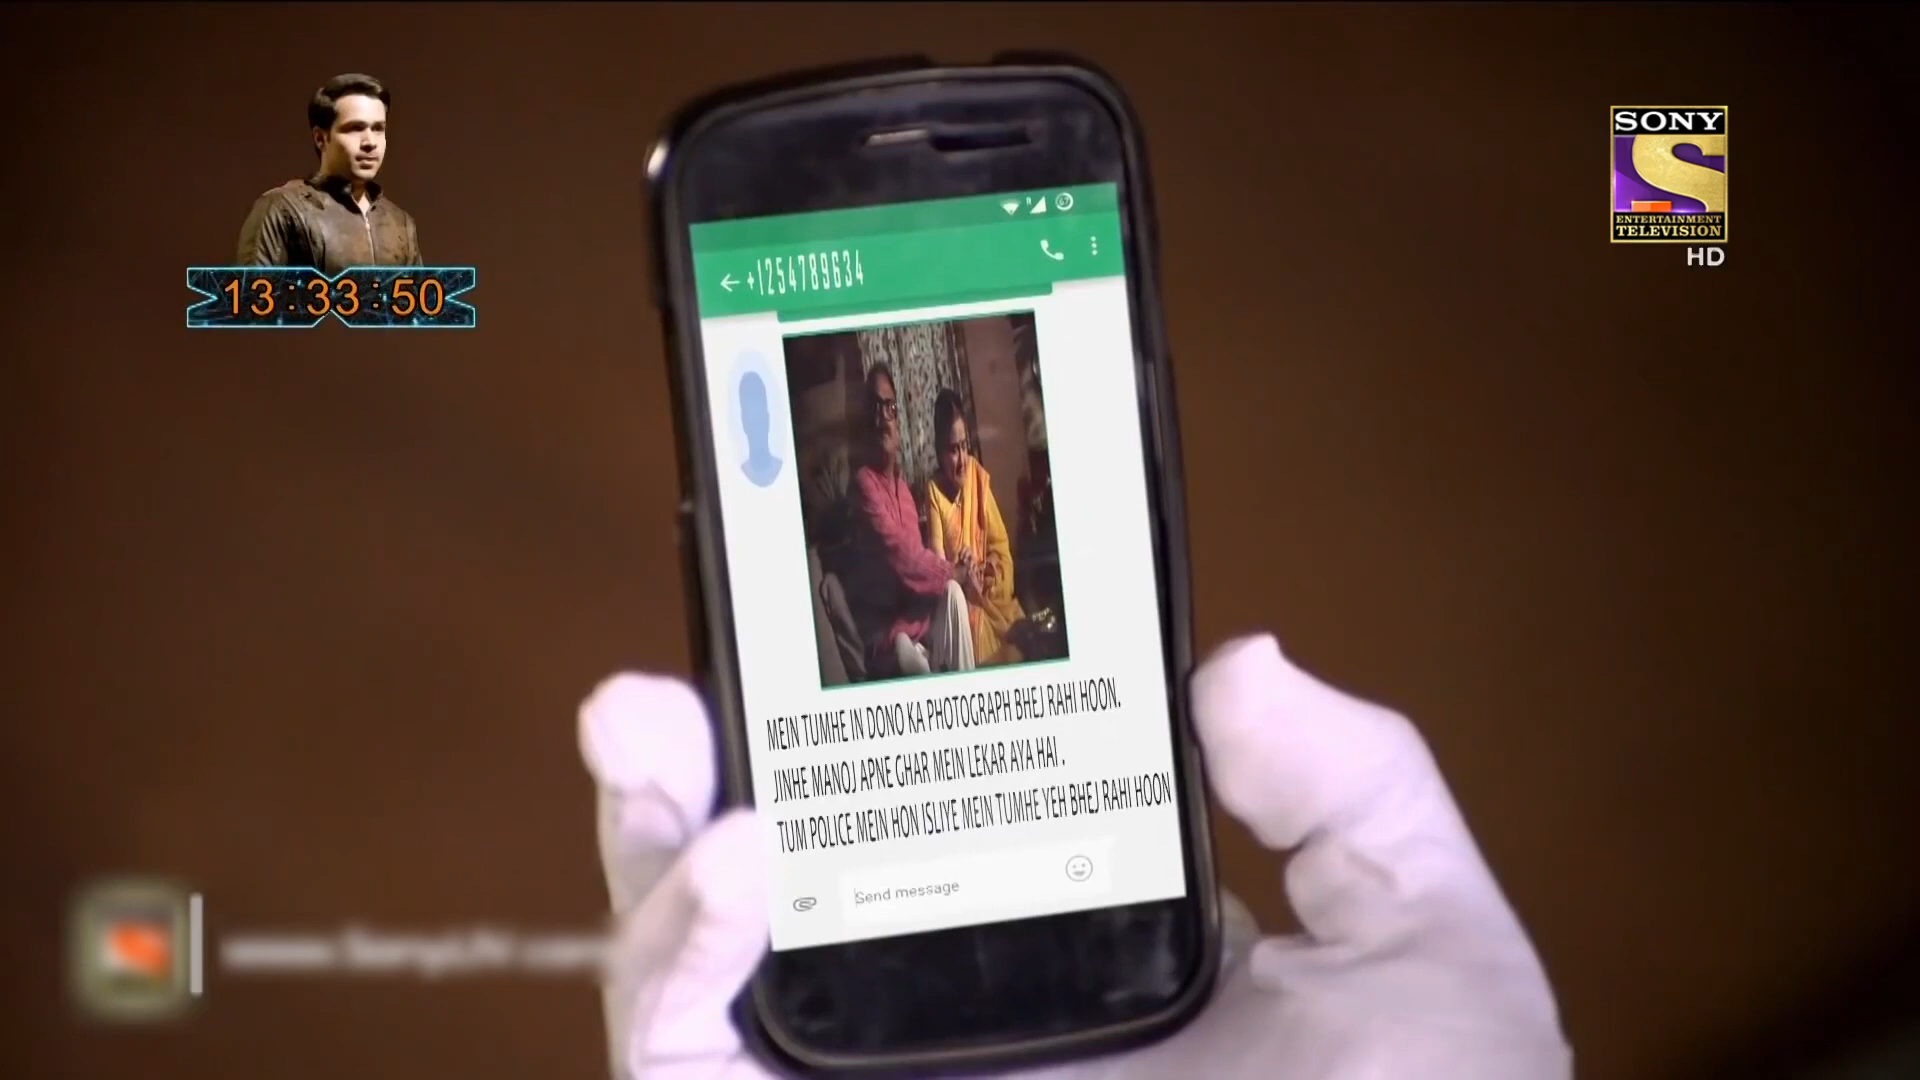 SONY
ENTERTAINMENT
TELEVISION
HD
13:33:50
67
+1254789634
MEIN TUMHE IN DONO KA PHOTOGRAPH BHEJ RAHI HOON.
JINHE MANOJ APNE GHAR MEIN LEKAR AYA HAI .
TUM POLICE MEIN HON ISLIYE MEIN TUMHE YEH BHEJ RAHI HOON
Send message